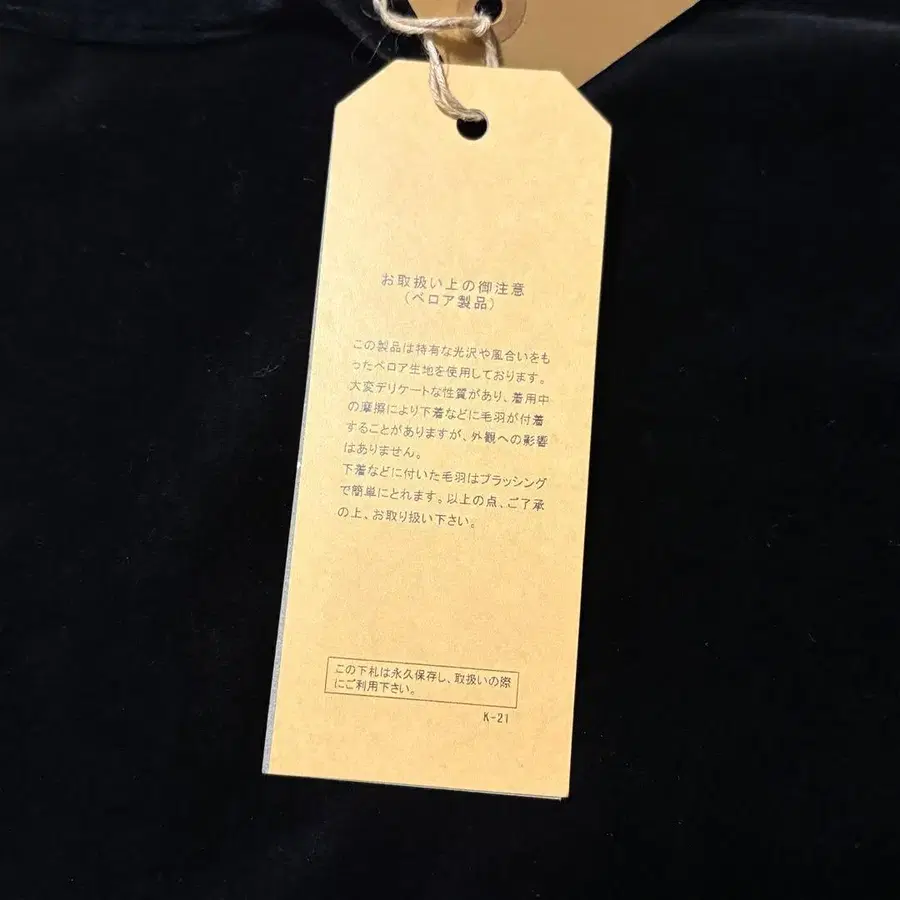 お取扱い上の御注意
(ベロア製品)
この製品は特有な光沢や風合いをも
ったベロア生地を使用しております。
大変デリケートな性質があり、着用中
の摩擦により下着などに毛羽が付着
することがありますが、外観への影響
はありません。
下着などに付いた毛羽はブラッシング
で簡単にとれます。以上の点、ご了承
の上、お取り扱い下さい。
この下札は永久保存し、取扱いの際
にご利用下さい。
K-21